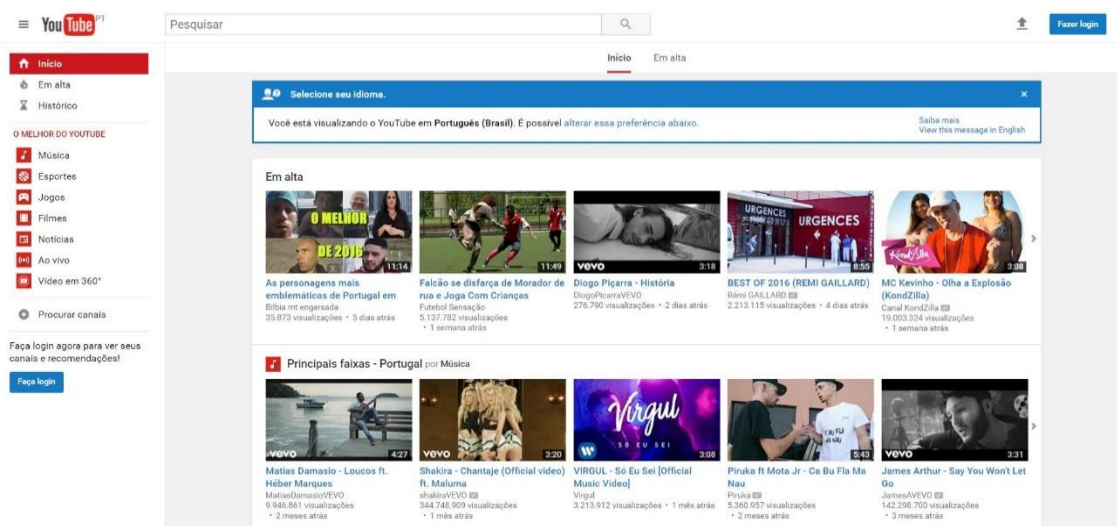 YouTube PT
Pesquisar
Fazer login
Início
Em alta
Histórico
O MELHOR DO YOUTUBE
Música
Esportes
Jogos
Filmes
Notícias
Ao vivo
Vídeo em 360°
Procurar canais
Faça login agora para ver seus
canais e recomendações!
Faça login
Início Em alta
Selecione seu idioma. ×
Você está visualizando o YouTube em Português (Brasil). É possível alterar essa preferência abaixo.
Saiba mais
View this message in English
Em alta
O MELHOR
DE 2016
11:14
As personagens mais
emblemáticas de Portugal em
Bilbia mt engarsada
35.873 visualizações • 5 dias atrás
11:49
Falcão se disfarça de Morador de
rua e Joga Com Crianças
Futebol Sensação
5.137.782 visualizações
• 1 semana atrás
vevo 3:18
Diogo Piçarra - História
DiogoPicarraVEVO
276.790 visualizações • 2 dias atrás
URGENCES
URGENCES
8:55
BEST OF 2016 (REMI GAILLARD)
Rémi GAILLARD
2.213.115 visualizações • 4 dias atrás
KondZilla
3:08
MC Kevinho - Olha a Explosão
(KondZilla)
Canal KondZilla
19.003.324 visualizações
• 1 semana atrás
Principais faixas - Portugal por Música
vevo 4:27
Matias Damasio - Loucos ft.
Héber Marques
MatiasDamasioVEVO
9.946.861 visualizações
• 2 meses atrás
vevo 3:20
Shakira - Chantaje (Official video)
ft. Maluma
shakiraVEVO
344.748.909 visualizações
• 1 mês atrás
Virgul
SÓ EU SEI
3:08
VIRGUL - Só Eu Sei [Official
Music Video]
Virgul
3.213.912 visualizações • 1 mês atrás
5:43
Piruka ft Mota Jr - Ca Bu Fla Ma
Nau
Piruka
5.360.957 visualizações
• 2 meses atrás
vevo 3:31
James Arthur - Say You Won't Let
Go
JamesAVEVO
142.298.700 visualizações
• 3 meses atrás